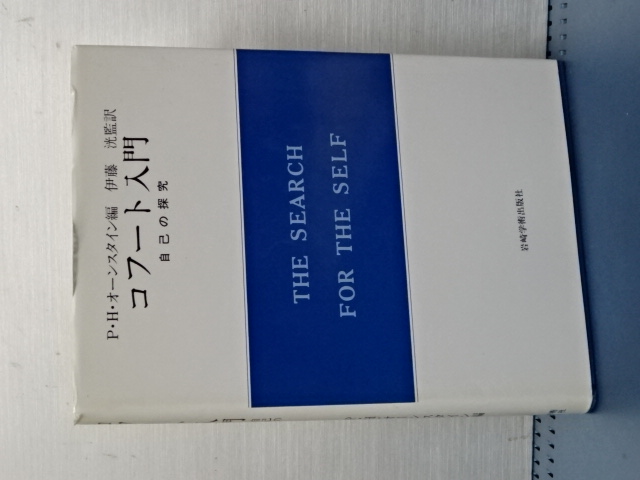 P・H・オーンスタイン編　伊藤　洸監訳
コフート入門
自己の探究
THE SEARCH
FOR THE SELF
岩崎学術出版社